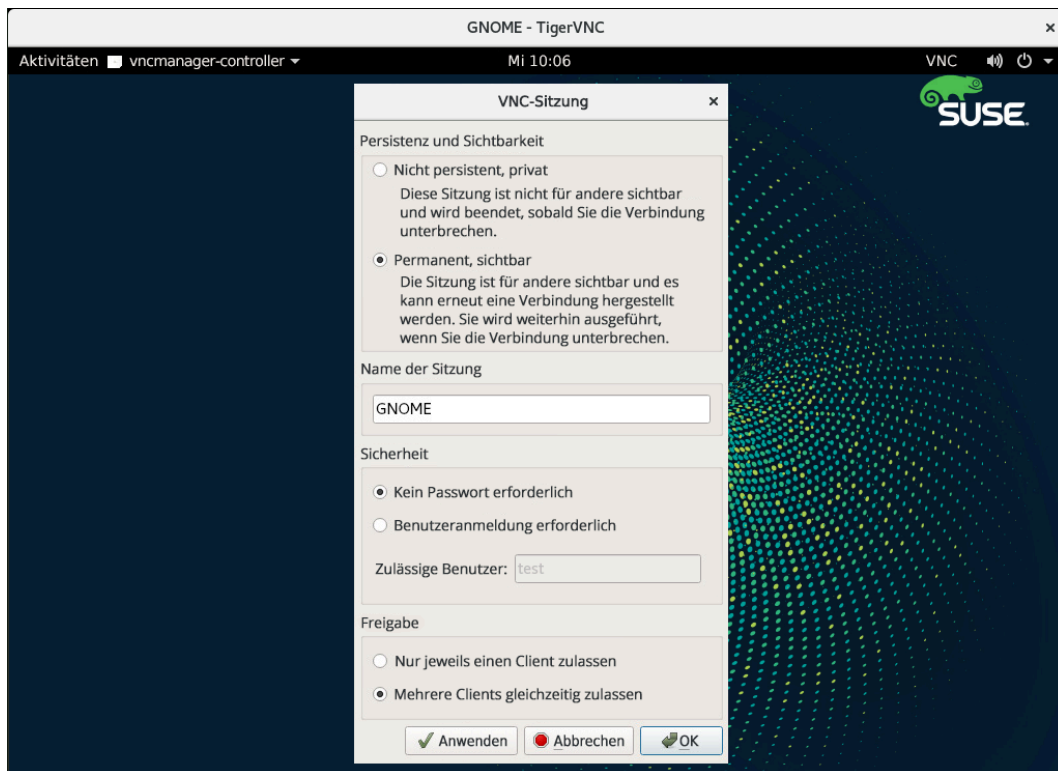 GNOME - TigerVNC
Aktivitäten vncmanager-controller Mi 10:06 VNC
SUSE.
VNC-Sitzung
Persistenz und Sichtbarkeit
Nicht persistent, privat
Diese Sitzung ist nicht für andere sichtbar
und wird beendet, sobald Sie die Verbindung
unterbrechen.
Permanent, sichtbar
Die Sitzung ist für andere sichtbar und es
kann erneut eine Verbindung hergestellt
werden. Sie wird weiterhin ausgeführt,
wenn Sie die Verbindung unterbrechen.
Name der Sitzung
GNOME
Sicherheit
Kein Passwort erforderlich
Benutzeranmeldung erforderlich
Zulässige Benutzer: test
Freigabe
Nur jeweils einen Client zulassen
Mehrere Clients gleichzeitig zulassen
Anwenden Abbrechen OK